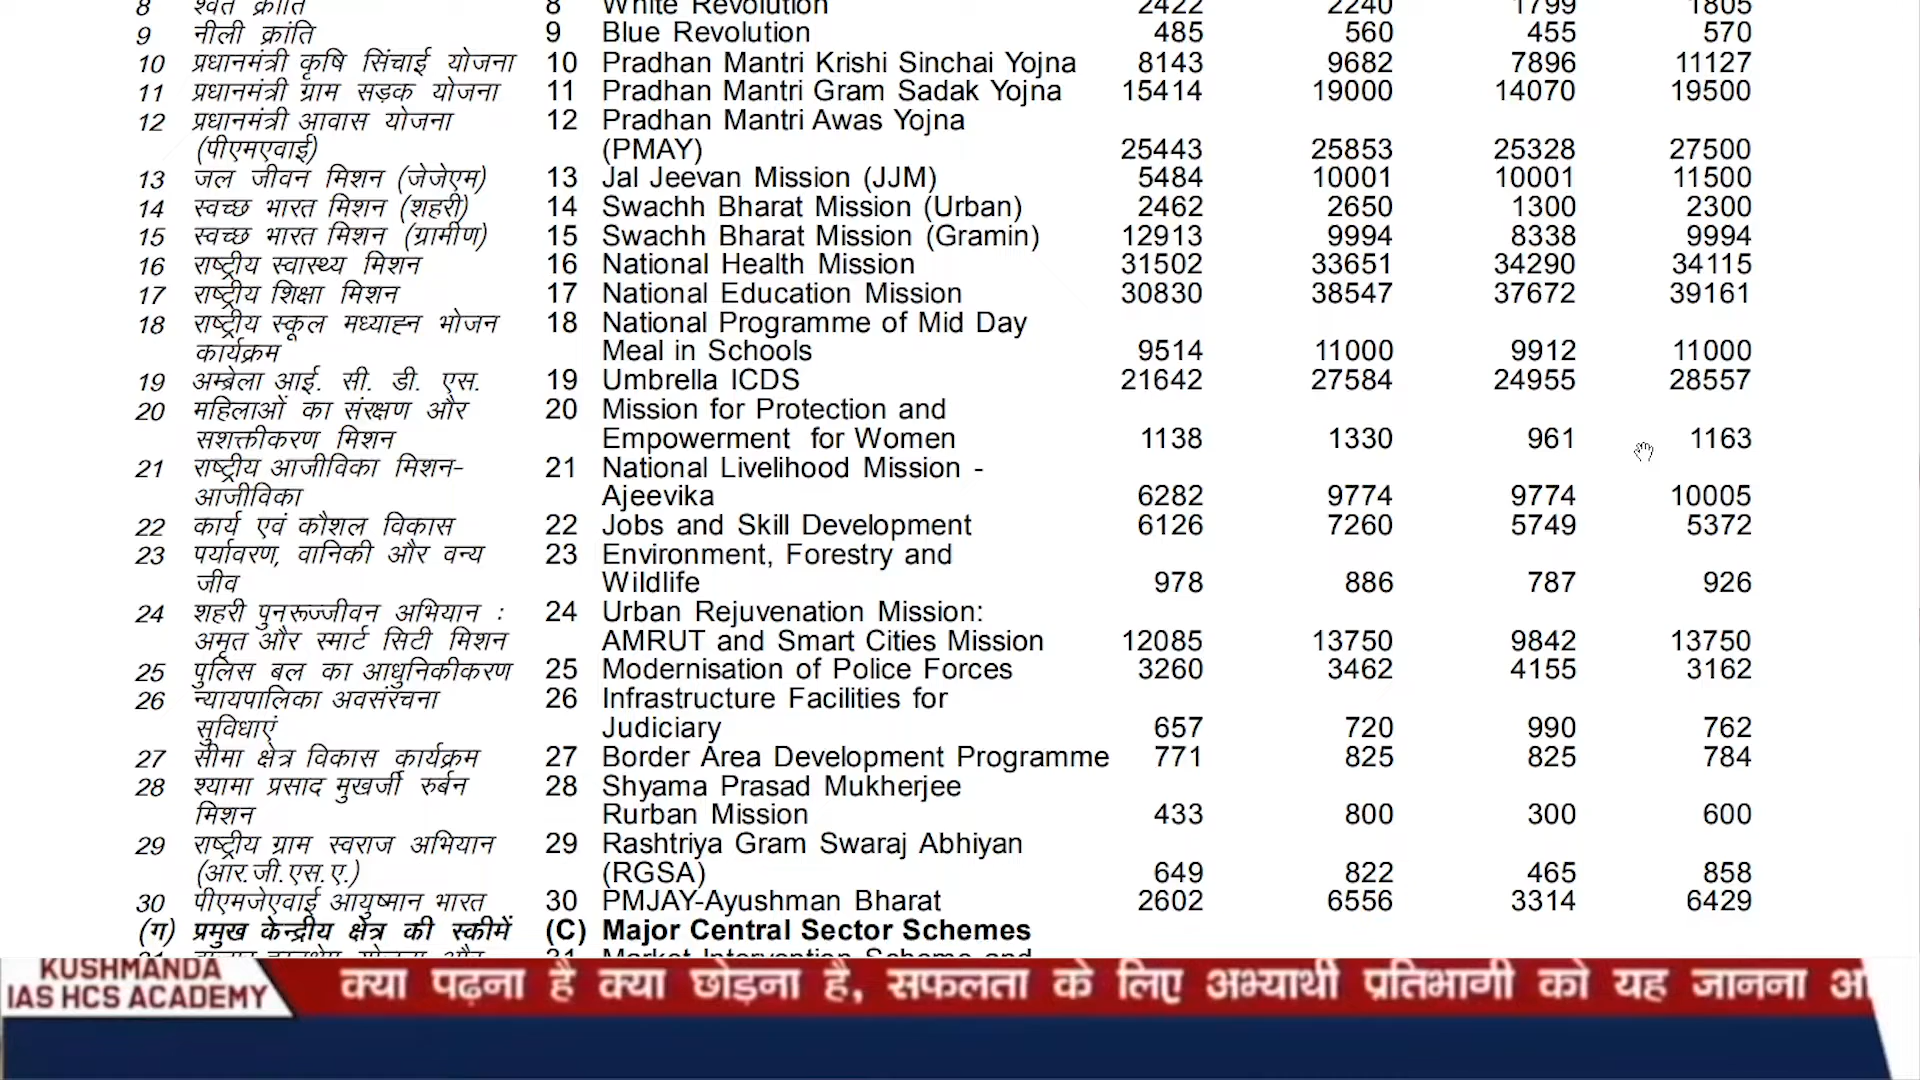 8 श्वेत क्रांति 8 White Revolution 2422 2240 1799 1805
9 नीली क्रांति 9 Blue Revolution 485 560 455 570
10 प्रधानमंत्री कृषि सिंचाई योजना 10 Pradhan Mantri Krishi Sinchai Yojna 8143 9682 7896 11127
11 प्रधानमंत्री ग्राम सड़क योजना 11 Pradhan Mantri Gram Sadak Yojna 15414 19000 14070 19500
12 प्रधानमंत्री आवास योजना 12 Pradhan Mantri Awas Yojna
(पीएमएवाई) (PMAY) 25443 25853 25328 27500
13 जल जीवन मिशन (जेजेएम) 13 Jal Jeevan Mission (JJM) 5484 10001 10001 11500
14 स्वच्छ भारत मिशन (शहरी) 14 Swachh Bharat Mission (Urban) 2462 2650 1300 2300
15 स्वच्छ भारत मिशन (ग्रामीण) 15 Swachh Bharat Mission (Gramin) 12913 9994 8338 9994
16 राष्ट्रीय स्वास्थ्य मिशन 16 National Health Mission 31502 33651 34290 34115
17 राष्ट्रीय शिक्षा मिशन 17 National Education Mission 30830 38547 37672 39161
18 राष्ट्रीय स्कूल मध्याह्न भोजन 18 National Programme of Mid Day
कार्यक्रम Meal in Schools 9514 11000 9912 11000
19 अम्ब्रेला आई. सी. डी. एस. 19 Umbrella ICDS 21642 27584 24955 28557
20 महिलाओं का संरक्षण और 20 Mission for Protection and
सशक्तीकरण मिशन Empowerment for Women 1138 1330 961 1163
21 राष्ट्रीय आजीविका मिशन- 21 National Livelihood Mission -
आजीविका Ajeevika 6282 9774 9774 10005
22 कार्य एवं कौशल विकास 22 Jobs and Skill Development 6126 7260 5749 5372
23 पर्यावरण, वानिकी और वन्य 23 Environment, Forestry and
जीव Wildlife 978 886 787 926
24 शहरी पुनरूज्जीवन अभियान : 24 Urban Rejuvenation Mission:
अमृत और स्मार्ट सिटी मिशन AMRUT and Smart Cities Mission 12085 13750 9842 13750
25 पुलिस बल का आधुनिकीकरण 25 Modernisation of Police Forces 3260 3462 4155 3162
26 न्यायपालिका अवसंरचना 26 Infrastructure Facilities for
सुविधाएं Judiciary 657 720 990 762
27 सीमा क्षेत्र विकास कार्यक्रम 27 Border Area Development Programme 771 825 825 784
28 श्यामा प्रसाद मुखर्जी रुर्बन 28 Shyama Prasad Mukherjee
मिशन Rurban Mission 433 800 300 600
29 राष्ट्रीय ग्राम स्वराज अभियान 29 Rashtriya Gram Swaraj Abhiyan
(आर.जी.एस.ए.) (RGSA) 649 822 465 858
30 पीएमजेएवाई आयुष्मान भारत 30 PMJAY-Ayushman Bharat 2602 6556 3314 6429
(ग) प्रमुख केन्द्रीय क्षेत्र की स्कीमें (C) Major Central Sector Schemes
31 Market Intervention Scheme and
KUSHMANDA
IAS HCS ACADEMY
क्या पढ़ना है क्या छोड़ना है, सफलता के लिए अभ्यार्थी प्रतिभागी को यह जानना